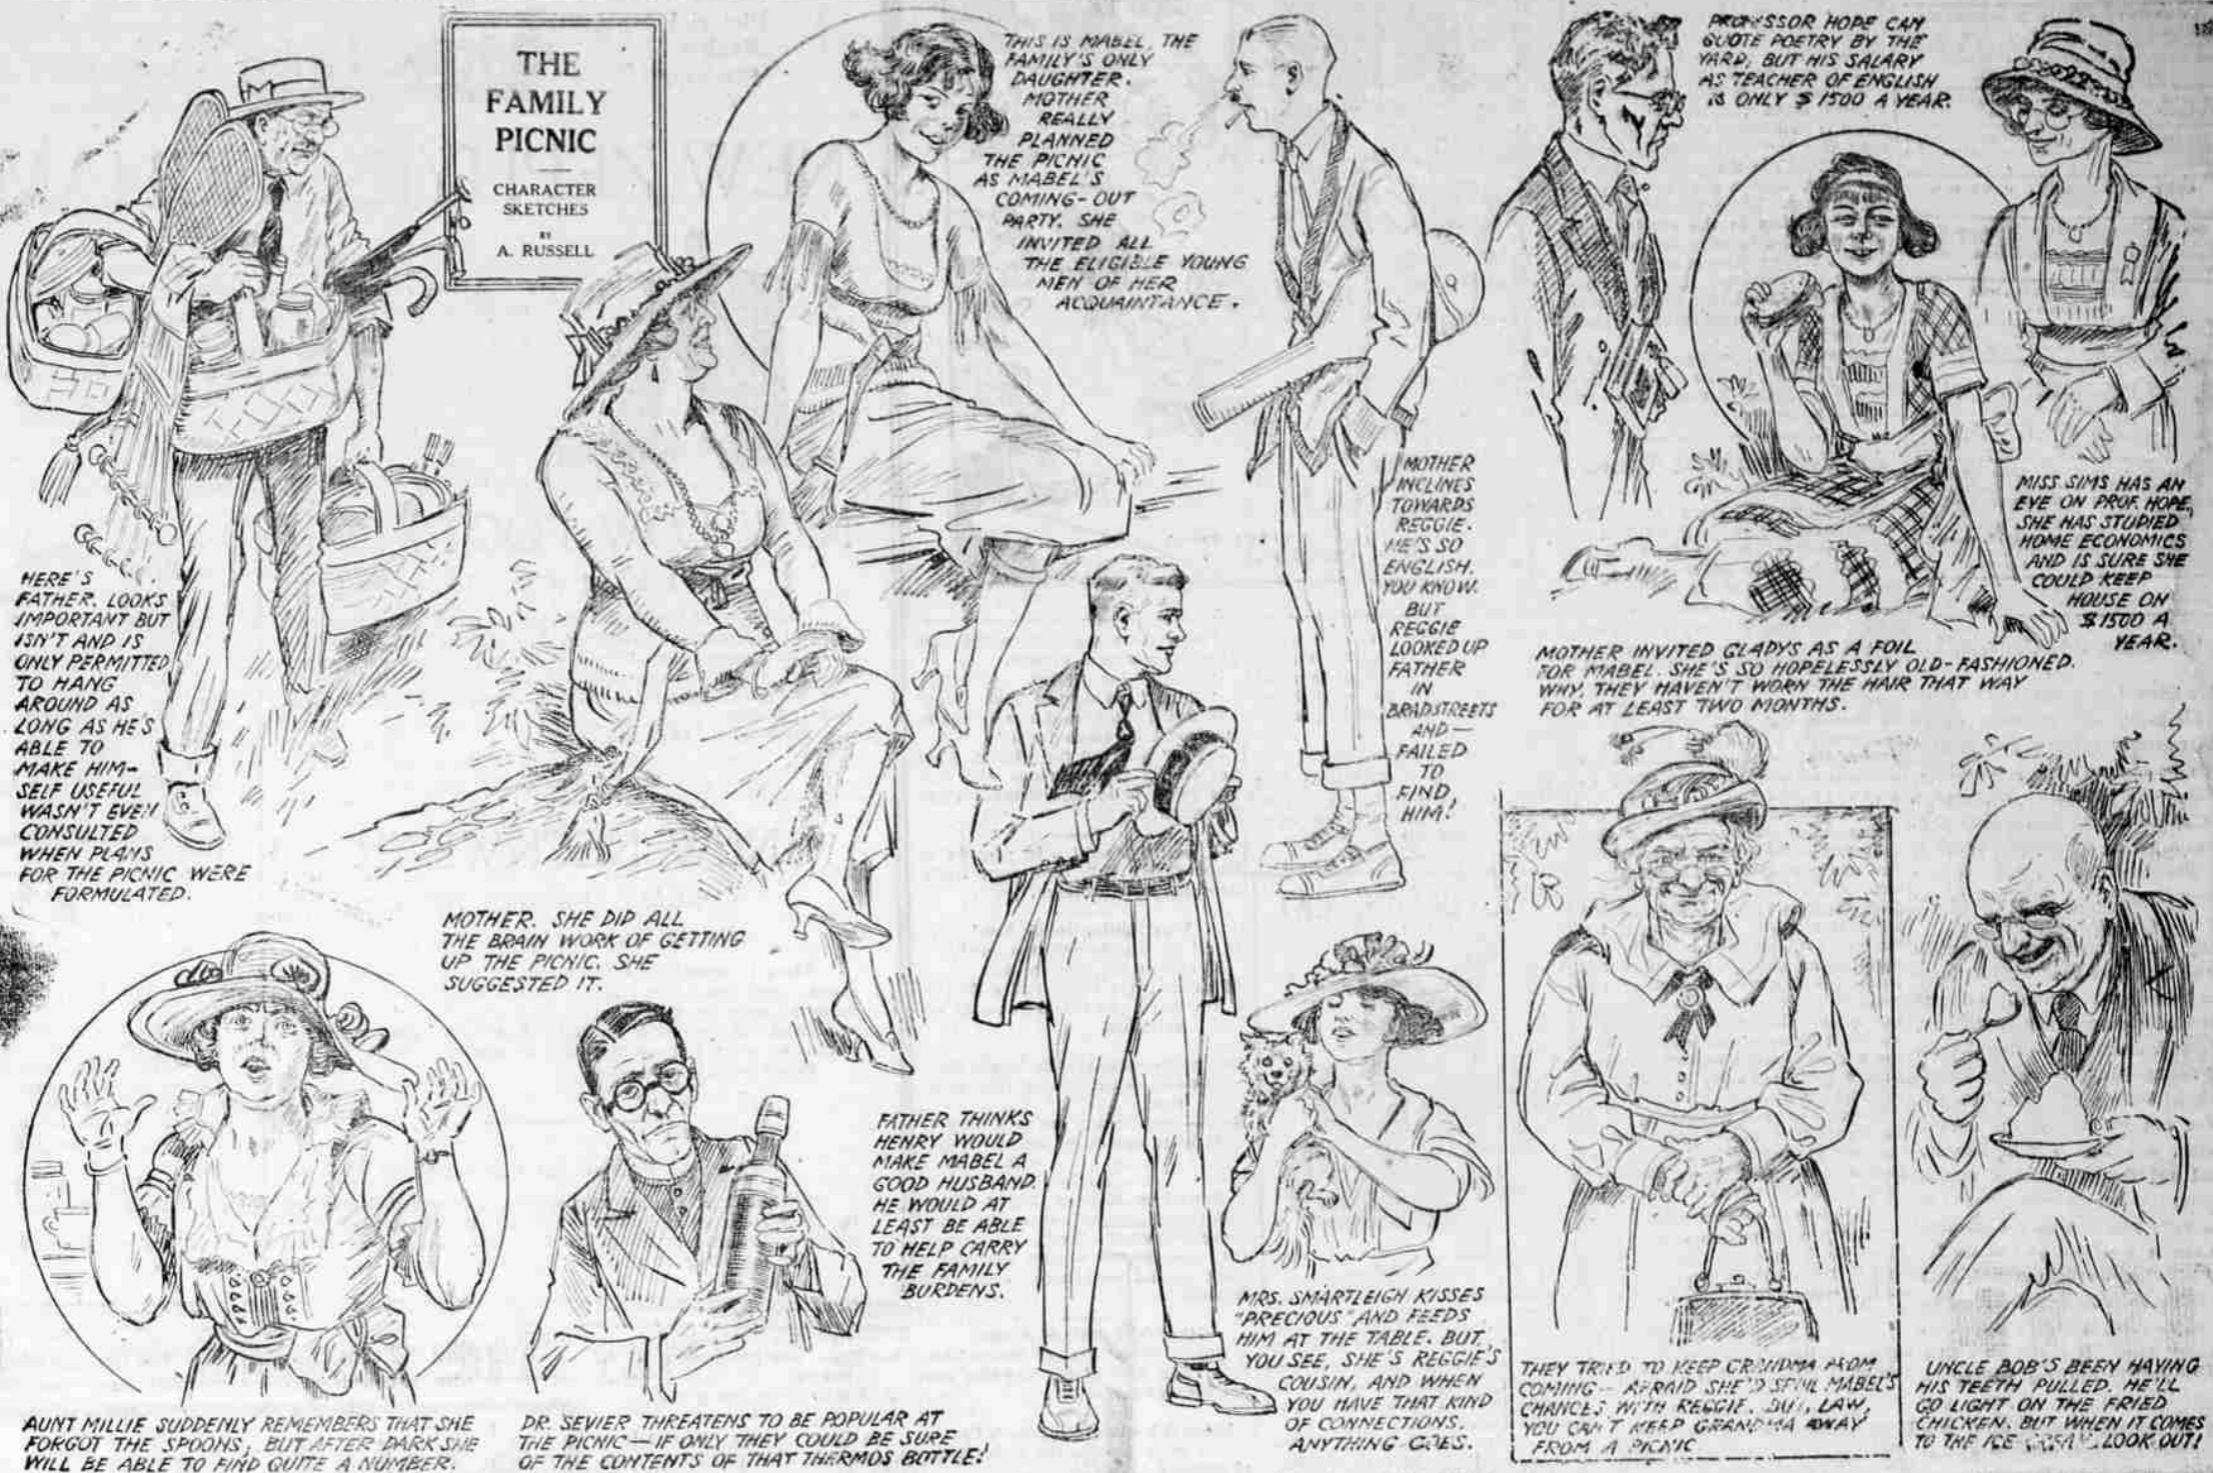 THE
FAMILY
PICNIC
CHARACTER
SKETCHES
BY
A. RUSSELL
THIS IS MABEL, THE
FAMILY'S ONLY
DAUGHTER.
MOTHER
REALLY
PLANNED
THE PICNIC
AS MABEL'S
COMING-OUT
PARTY. SHE
INVITED ALL
THE ELIGIBLE YOUNG
MEN OF HER
ACQUAINTANCE.
PROFESSOR HOPE CAN
QUOTE POETRY BY THE
YARD, BUT HIS SALARY
AS TEACHER OF ENGLISH
IS ONLY $1500 A YEAR.
HERE'S
FATHER. LOOKS
IMPORTANT BUT
ISN'T AND IS
ONLY PERMITTED
TO HANG
AROUND AS
LONG AS HE'S
ABLE TO
MAKE HIM-
SELF USEFUL
WASN'T EVEN
CONSULTED
WHEN PLANS
FOR THE PICNIC WERE
FORMULATED.
MOTHER. SHE DID ALL
THE BRAIN WORK OF GETTING
UP THE PICNIC. SHE
SUGGESTED IT.
MOTHER
INCLINES
TOWARDS
REGGIE.
HE'S SO
ENGLISH,
YOU KNOW.
BUT
REGGIE
LOOKED UP
FATHER
IN
BRADSTREETS
AND—
FAILED
TO
FIND
HIM!
MISS SIMS HAS AN
EYE ON PROF. HOPE.
SHE HAS STUDIED
HOME ECONOMICS
AND IS SURE SHE
COULD KEEP
HOUSE ON
$1500 A
YEAR.
MOTHER INVITED GLADYS AS A FOIL
FOR MABEL. SHE'S SO HOPELESSLY OLD-FASHIONED.
WHY, THEY HAVEN'T WORN THE HAIR THAT WAY
FOR AT LEAST TWO MONTHS.
AUNT MILLIE SUDDENLY REMEMBERS THAT SHE
FORGOT THE SPOONS, BUT AFTER DARK SHE
WILL BE ABLE TO FIND QUITE A NUMBER.
DR. SEVIER THREATENS TO BE POPULAR AT
THE PICNIC—IF ONLY THEY COULD BE SURE
OF THE CONTENTS OF THAT THERMOS BOTTLE!
FATHER THINKS
HENRY WOULD
MAKE MABEL A
GOOD HUSBAND.
HE WOULD AT
LEAST BE ABLE
TO HELP CARRY
THE FAMILY
BURDENS.
MRS. SMARTLEIGH KISSES
"PRECIOUS" AND FEEDS
HIM AT THE TABLE. BUT,
YOU SEE, SHE'S REGGIE'S
COUSIN, AND WHEN
YOU HAVE THAT KIND
OF CONNECTIONS,
ANYTHING GOES.
THEY TRIED TO KEEP GRANDMA FROM
COMING—AFRAID SHE'D SPOIL MABEL'S
CHANCES WITH REGGIE. BUT, LAW,
YOU CAN'T KEEP GRANDMA AWAY
FROM A PICNIC
UNCLE BOB'S BEEN HAVING
HIS TEETH PULLED. HE'LL
GO LIGHT ON THE FRIED
CHICKEN. BUT WHEN IT COMES
TO THE ICE CREAM, LOOK OUT!